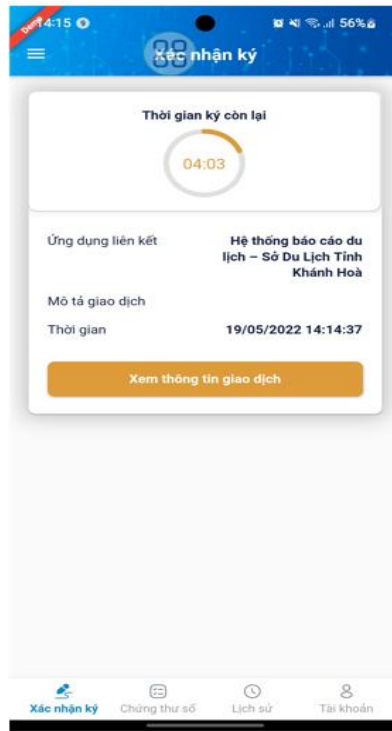 Demo
14:15
56%
Xác nhận ký
Thời gian ký còn lại
04:03
Ứng dụng liên kết
Hệ thống báo cáo du
lịch – Sở Du Lịch Tỉnh
Khánh Hoà
Mô tả giao dịch
Thời gian
19/05/2022 14:14:37
Xem thông tin giao dịch
Xác nhận ký
Chứng thư số
Lịch sử
Tài khoản